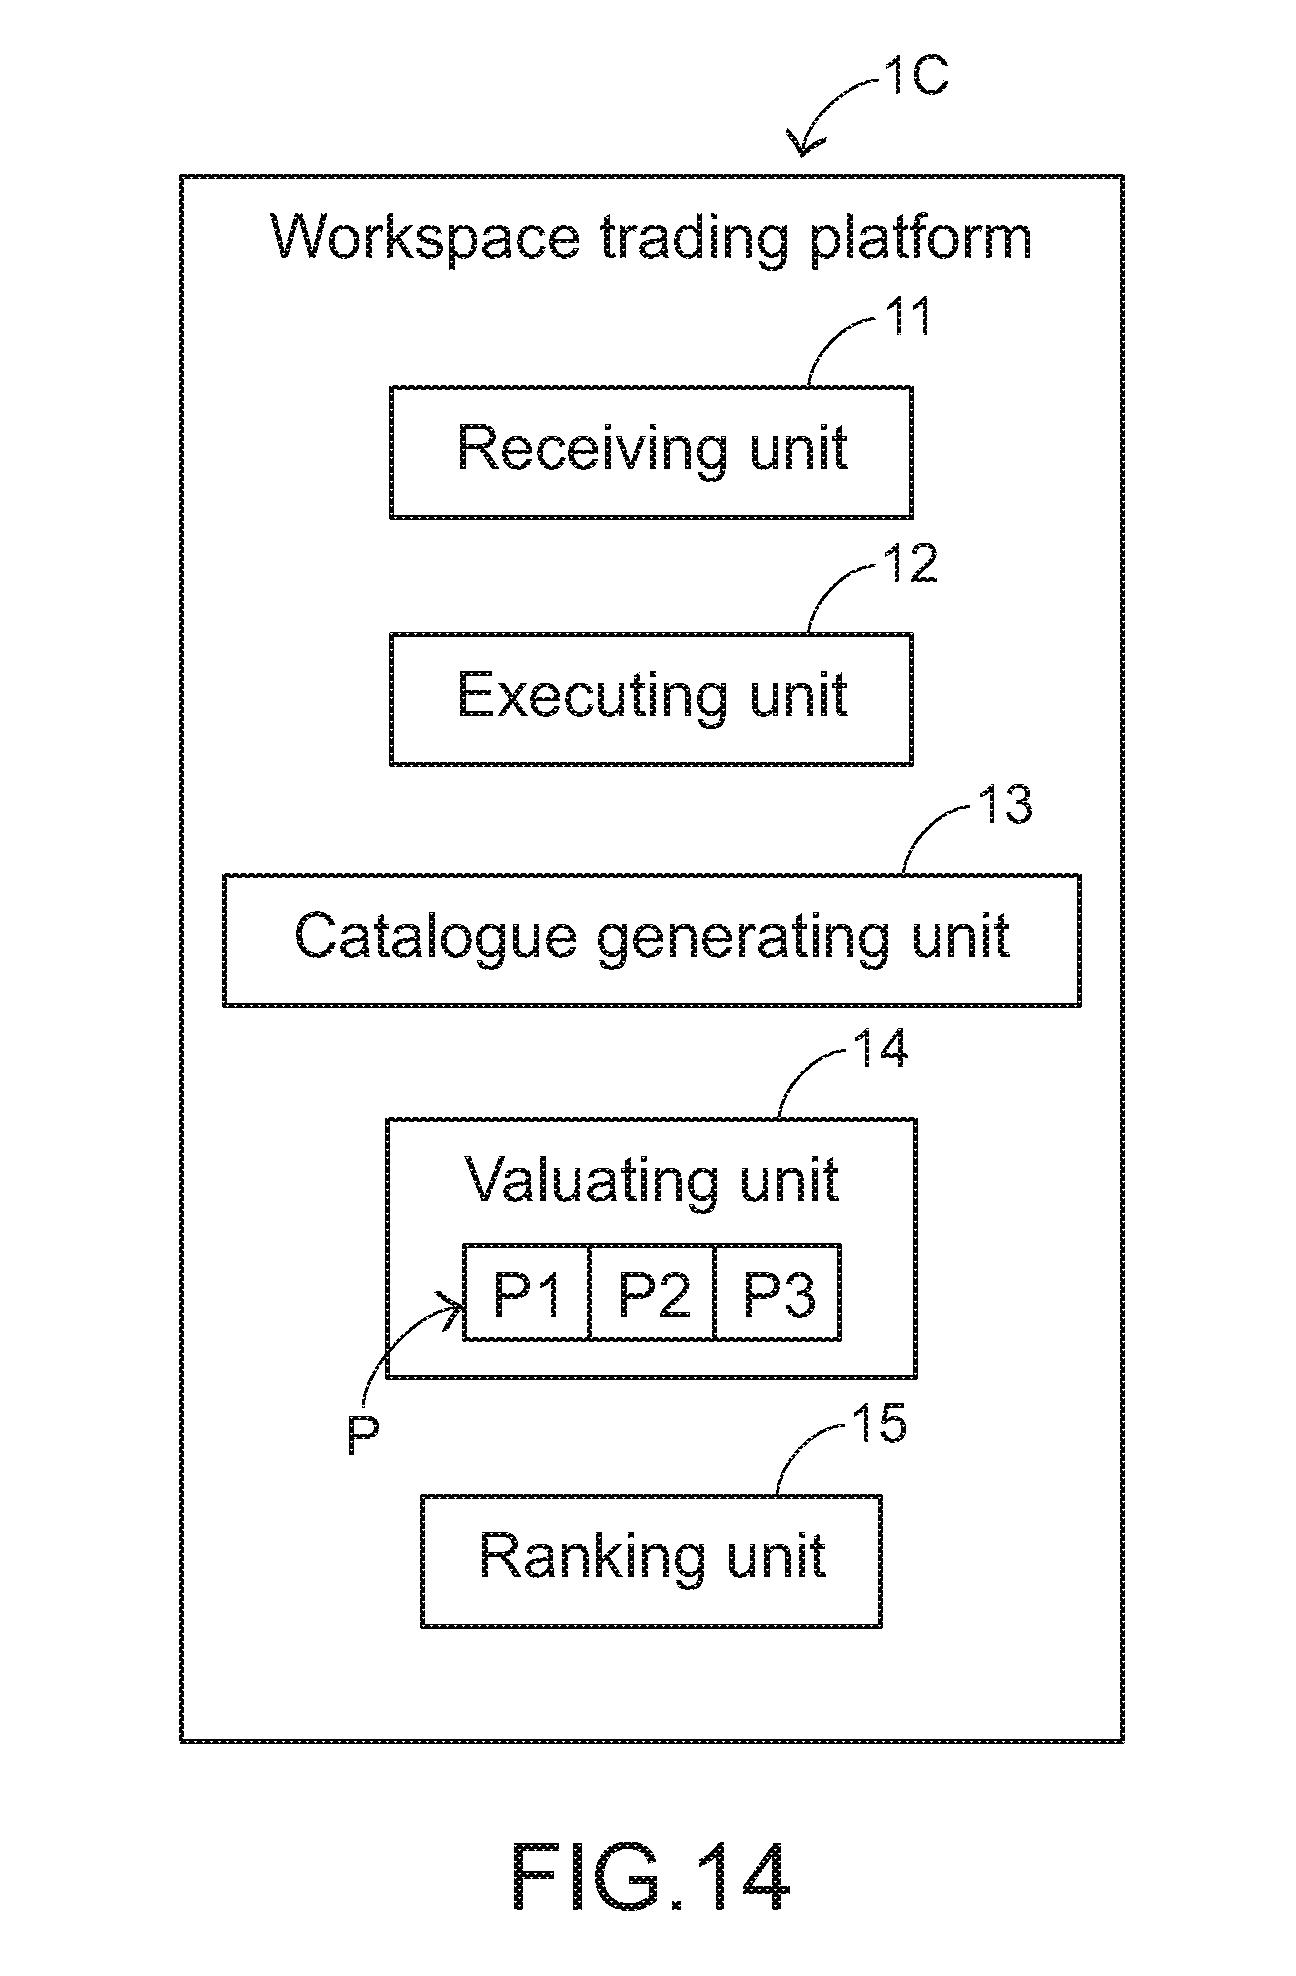 1C
Workspace trading platform
11
Receiving unit
12
Executing unit
13
Catalogue generating unit
14
Valuating unit
P1 P2 P3
P
15
Ranking unit
FIG.14